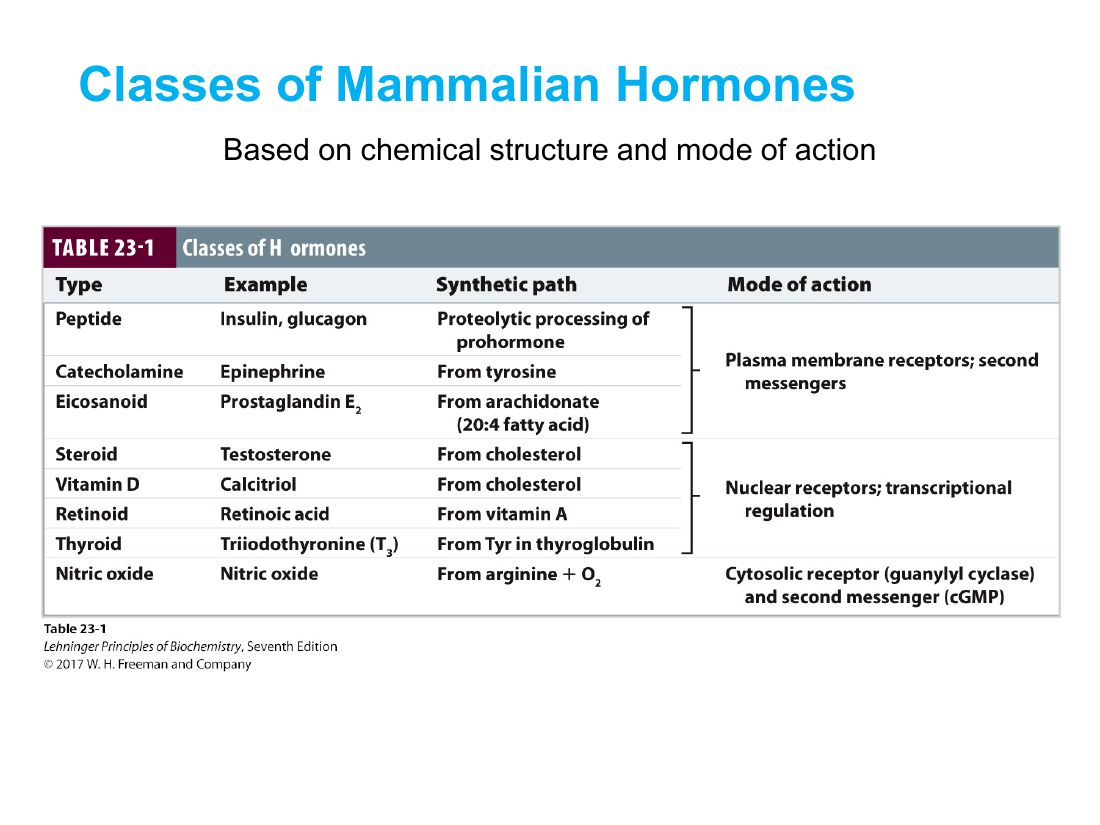 Classes of Mammalian Hormones
Based on chemical structure and mode of action
TABLE 23-1 Classes of H ormones
Type Example Synthetic path Mode of action
Peptide Insulin, glucagon Proteolytic processing of
prohormone
Plasma membrane receptors; second
messengers
Catecholamine Epinephrine From tyrosine
Eicosanoid Prostaglandin E2 From arachidonate
(20:4 fatty acid)
Steroid Testosterone From cholesterol
Vitamin D Calcitriol From cholesterol
Nuclear receptors; transcriptional
regulation
Retinoid Retinoic acid From vitamin A
Thyroid Triiodothyronine (T3) From Tyr in thyroglobulin
Nitric oxide Nitric oxide From arginine + O2 Cytosolic receptor (guanylyl cyclase)
and second messenger (cGMP)
Table 23-1
Lehninger Principles of Biochemistry, Seventh Edition
© 2017 W. H. Freeman and Company